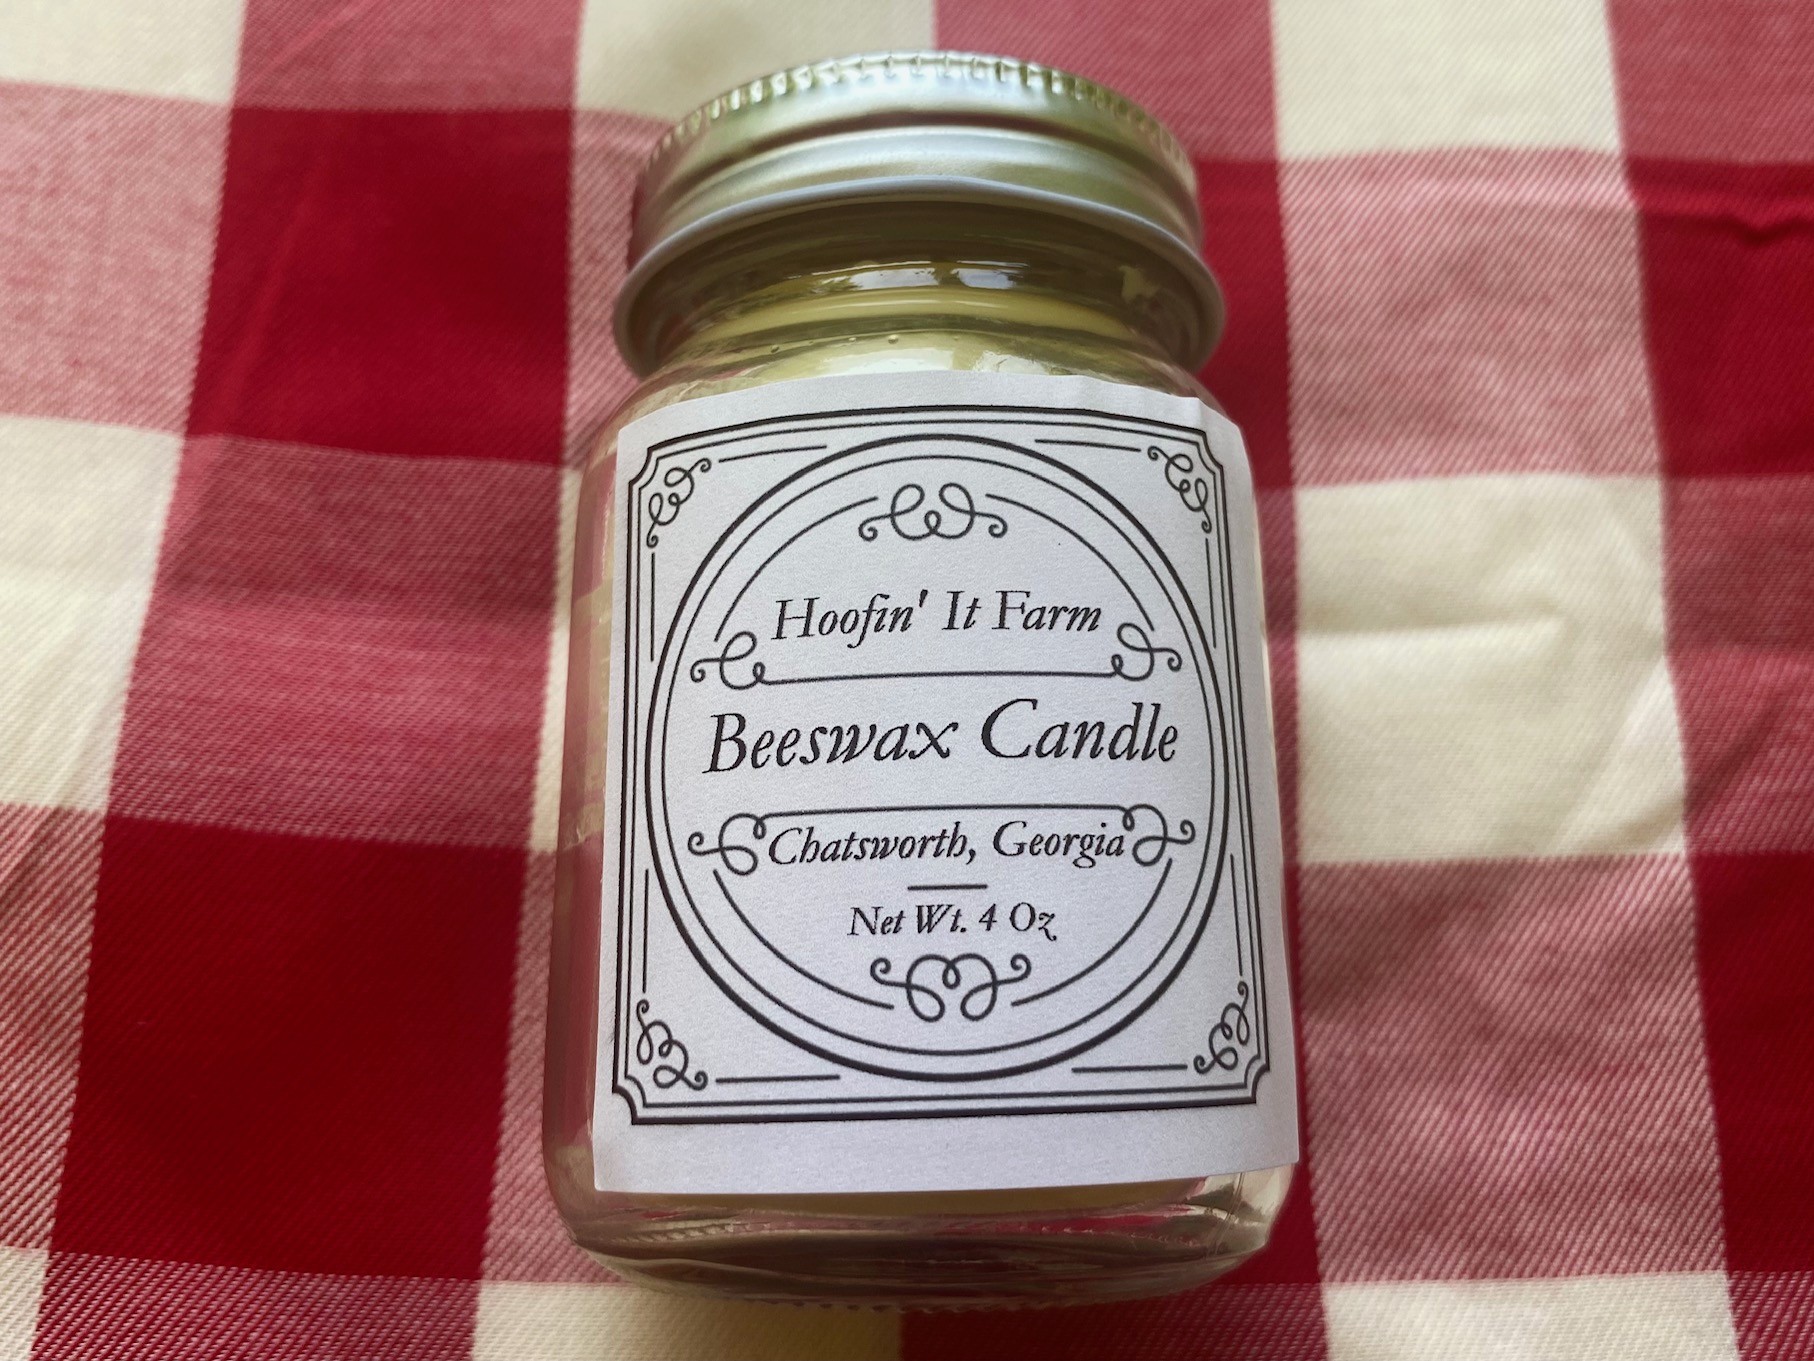 Hoofin' It Farm
Beeswax Candle
Chatsworth, Georgia
Net Wt. 4 Oz